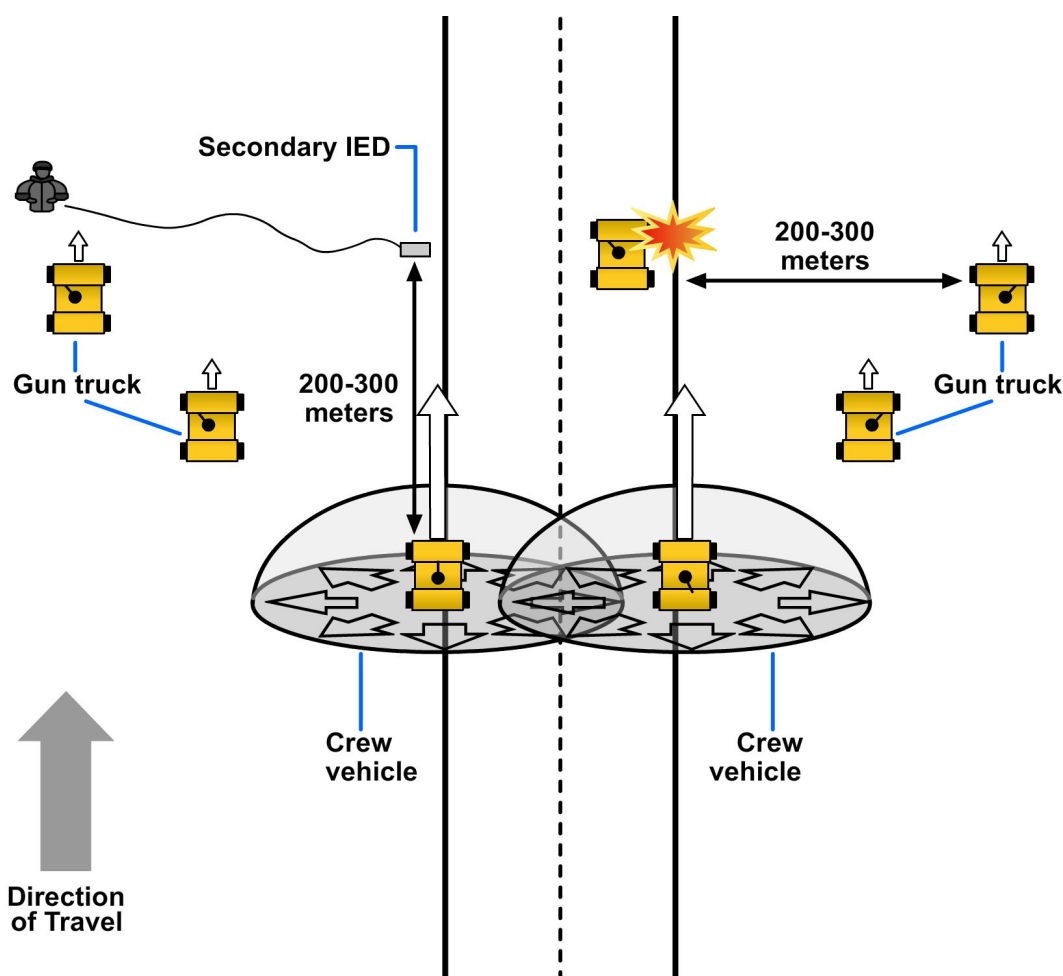 Secondary IED
200-300
meters
Gun truck
200-300
meters
Gun truck
Crew
vehicle
Crew
vehicle
Direction
of Travel